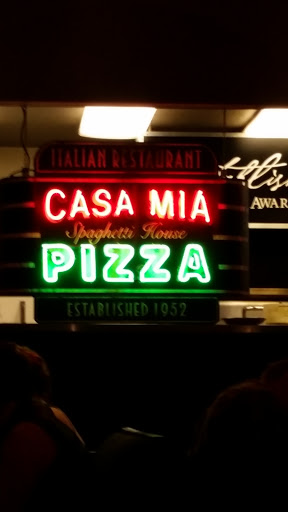 ITALIAN RESTAURANT
CASA MIA
Spaghetti House
PIZZA
ESTABLISHED 1952